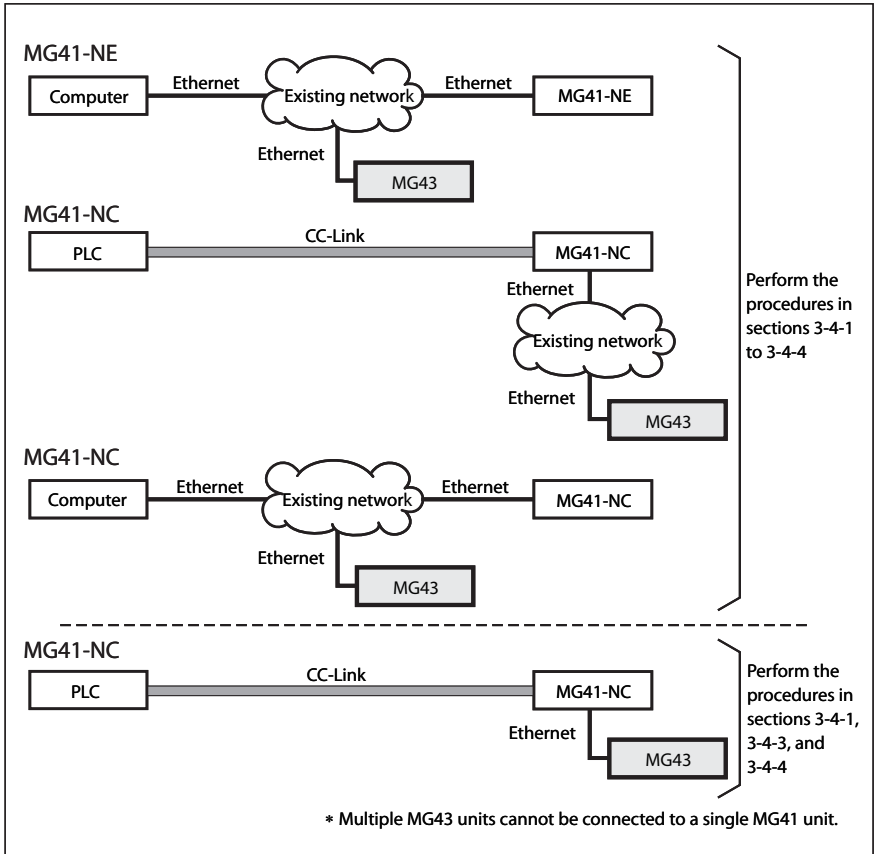 MG41-NE
Computer
Ethernet
Existing network
Ethernet
MG41-NE
Ethernet
MG43
MG41-NC
PLC
CC-Link
MG41-NC
Ethernet
Existing network
Ethernet
MG43
MG41-NC
Computer
Ethernet
Existing network
Ethernet
MG41-NC
Ethernet
MG43
Perform the
procedures in
sections 3-4-1
to 3-4-4
MG41-NC
PLC
CC-Link
MG41-NC
Ethernet
MG43
Perform the
procedures in
sections 3-4-1,
3-4-3, and
3-4-4
* Multiple MG43 units cannot be connected to a single MG41 unit.